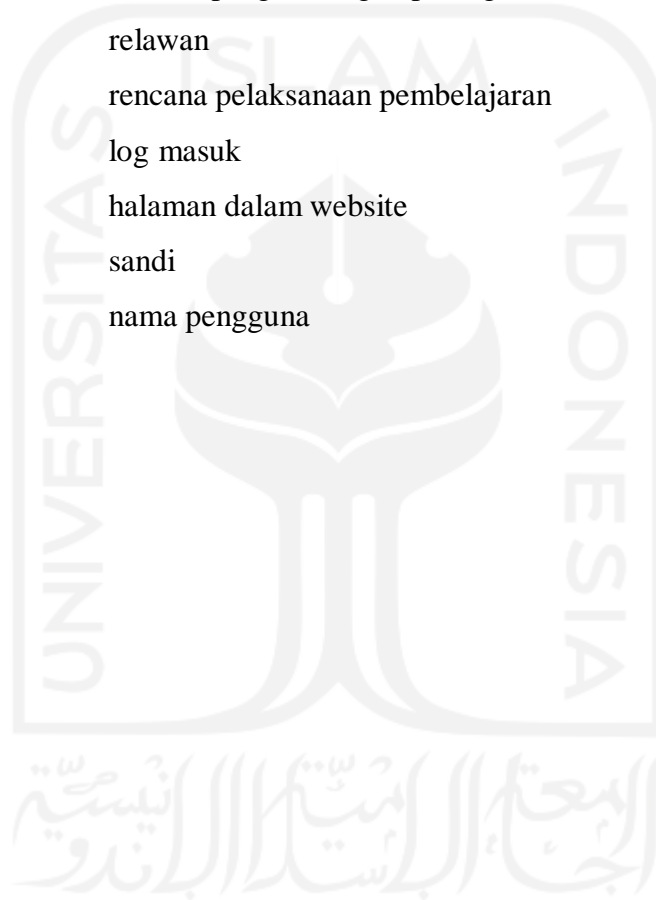 relawan
rencana pelaksanaan pembelajaran
log masuk
halaman dalam website
sandi
nama pengguna
ISLAM
UNIVERSITAS
INDONESIA